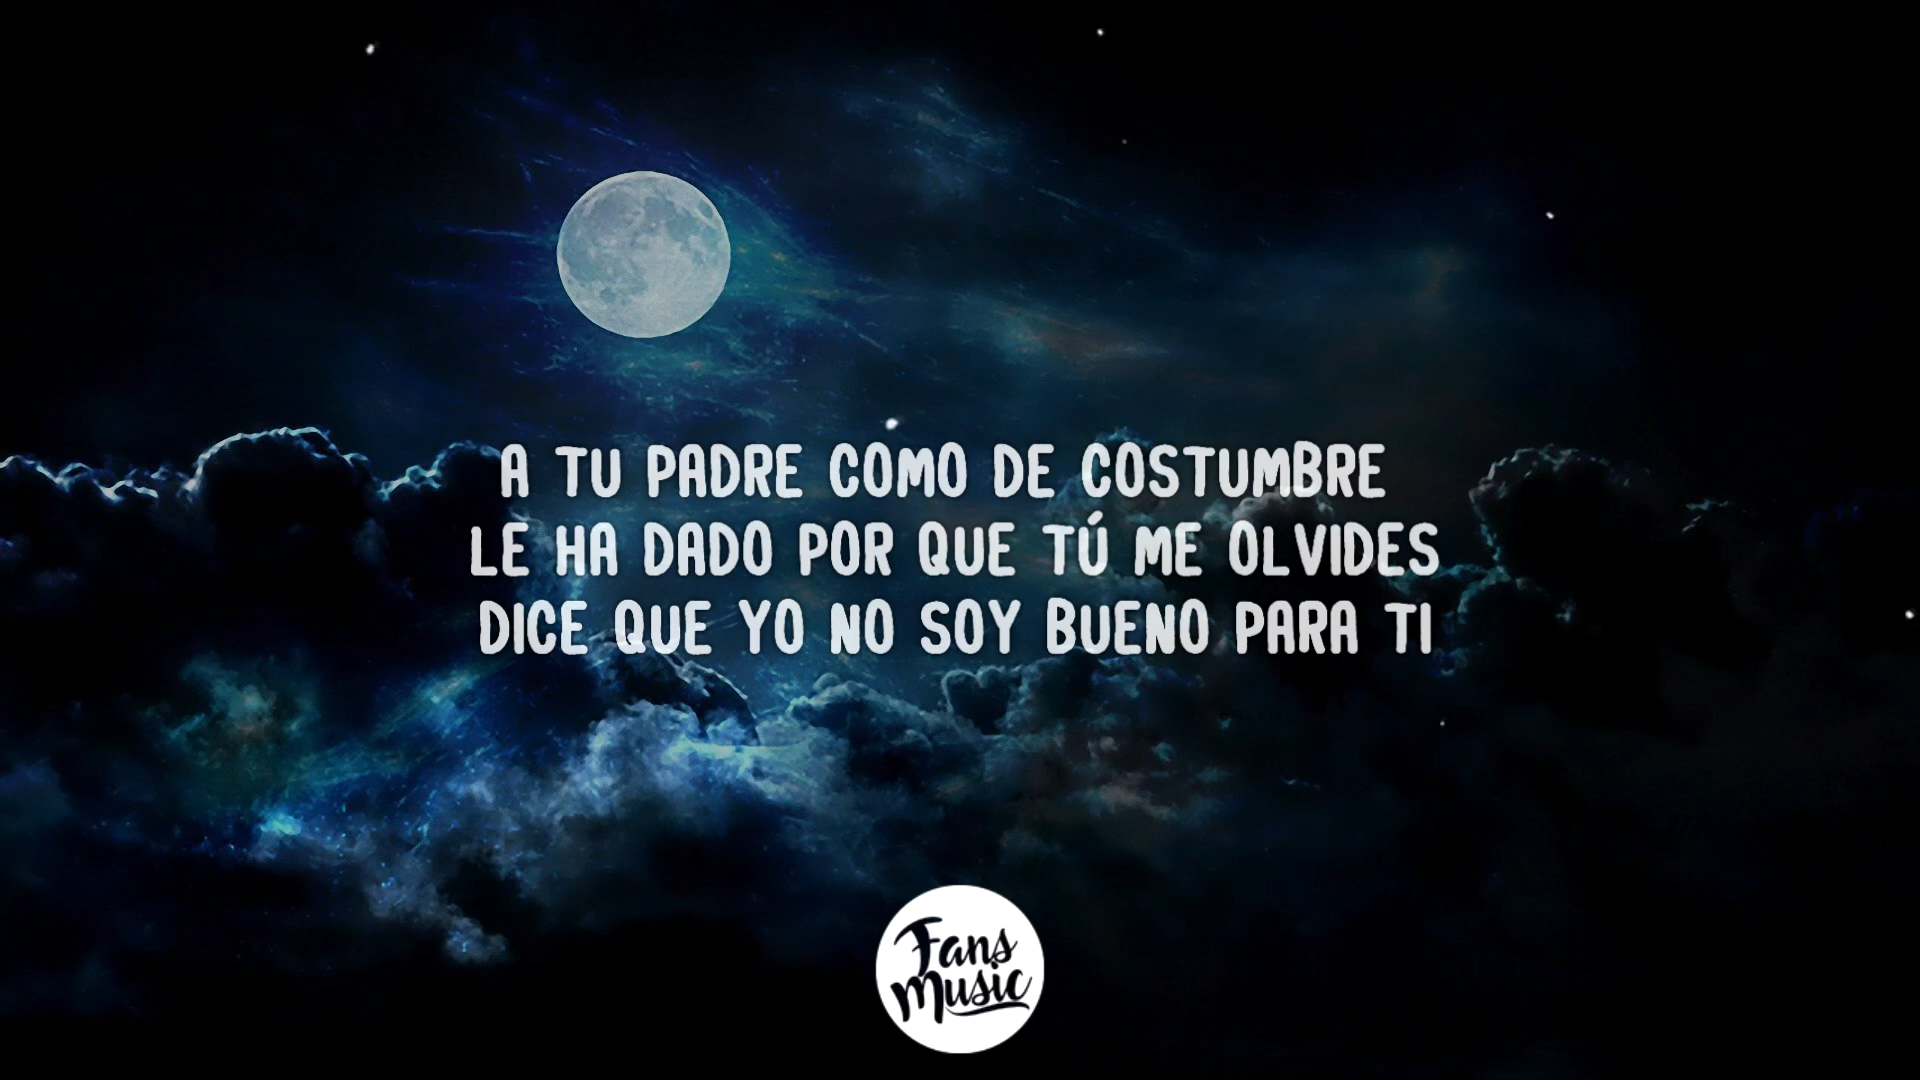 A TU PADRE COMO DE COSTUMBRE
LE HA DADO POR QUE TÚ ME OLVIDES
DICE QUE YO NO SOY BUENO PARA TI
Fans
Music